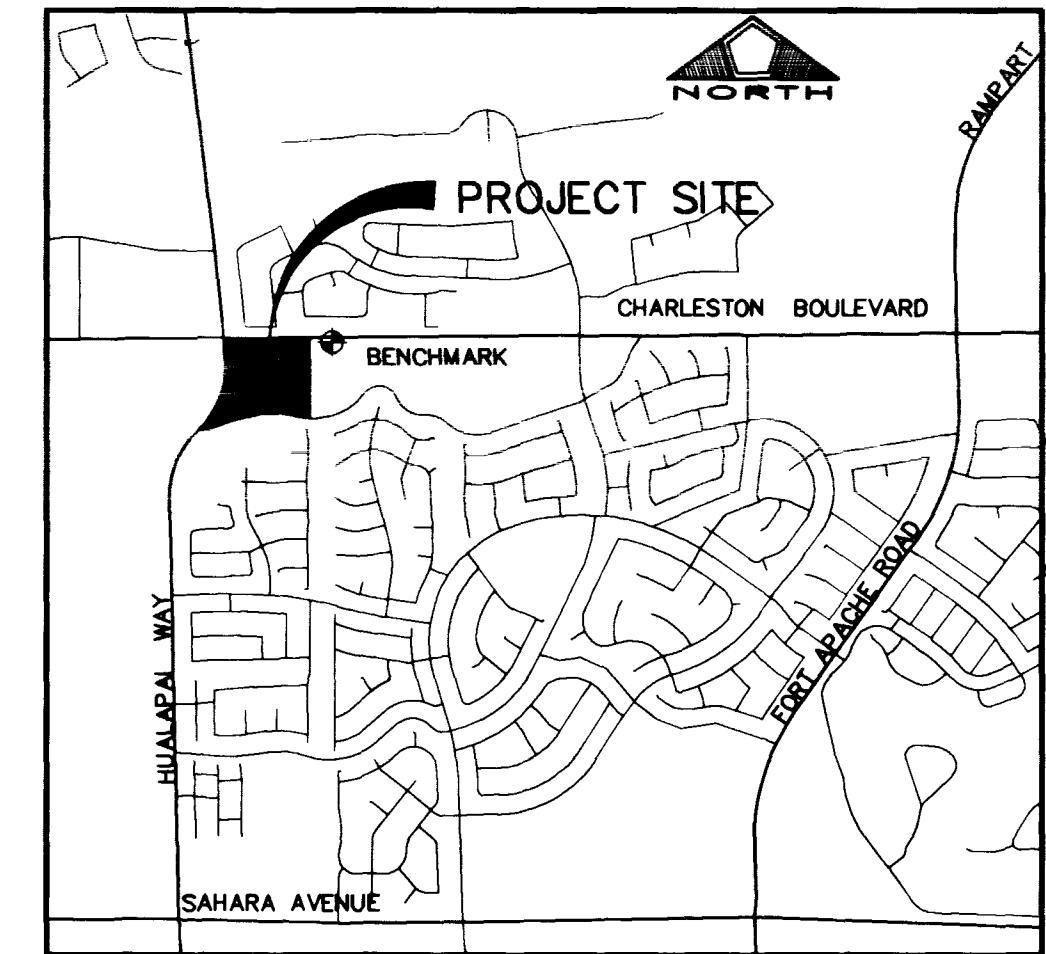 NORTH
RAMPART
PROJECT SITE
CHARLESTON BOULEVARD
BENCHMARK
FORT APACHE ROAD
HUALAPAI WAY
SAHARA AVENUE